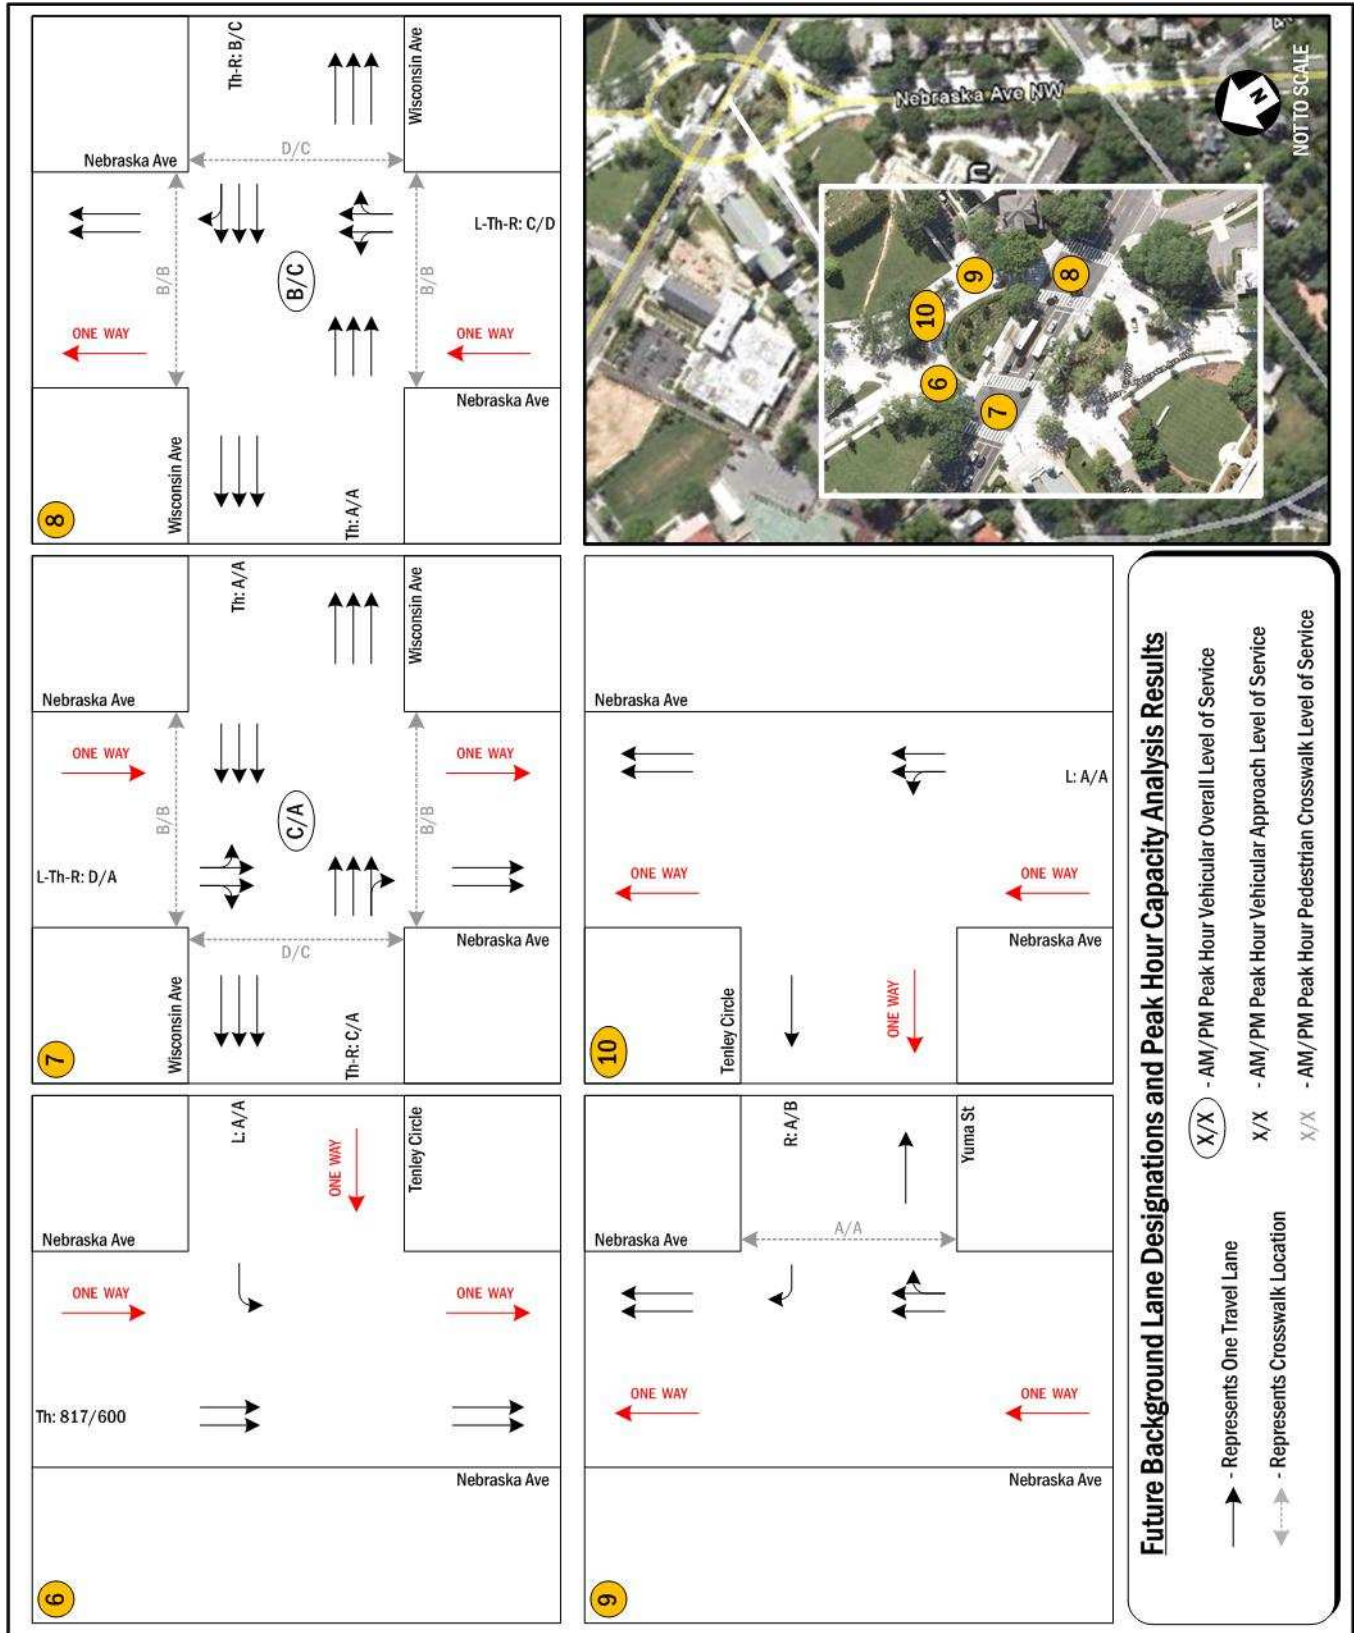 6
Nebraska Ave
ONE WAY
ONE WAY
L: A/A
ONE WAY
Tenley Circle
Th: 817/600
Nebraska Ave
7
Nebraska Ave
ONE WAY
ONE WAY
Th: A/A
Wisconsin Ave
B/B
C/A
B/B
L-Th-R: D/A
D/C
Wisconsin Ave
Th-R: C/A
Nebraska Ave
8
Nebraska Ave
Th-R: B/C
Wisconsin Ave
D/C
L-Th-R: C/D
B/B
B/C
B/B
ONE WAY
ONE WAY
Wisconsin Ave
Th: A/A
Nebraska Ave
9
Nebraska Ave
R: A/B
Yuma St
A/A
ONE WAY
ONE WAY
Nebraska Ave
10
Nebraska Ave
L: A/A
ONE WAY
ONE WAY
Tenley Circle
ONE WAY
Nebraska Ave
Nebraska Ave NW
N
NOT TO SCALE
6
7
8
9
10
Future Background Lane Designations and Peak Hour Capacity Analysis Results
- Represents One Travel Lane
- Represents Crosswalk Location
X/X - AM/PM Peak Hour Vehicular Overall Level of Service
X/X - AM/PM Peak Hour Vehicular Approach Level of Service
X/X - AM/PM Peak Hour Pedestrian Crosswalk Level of Service